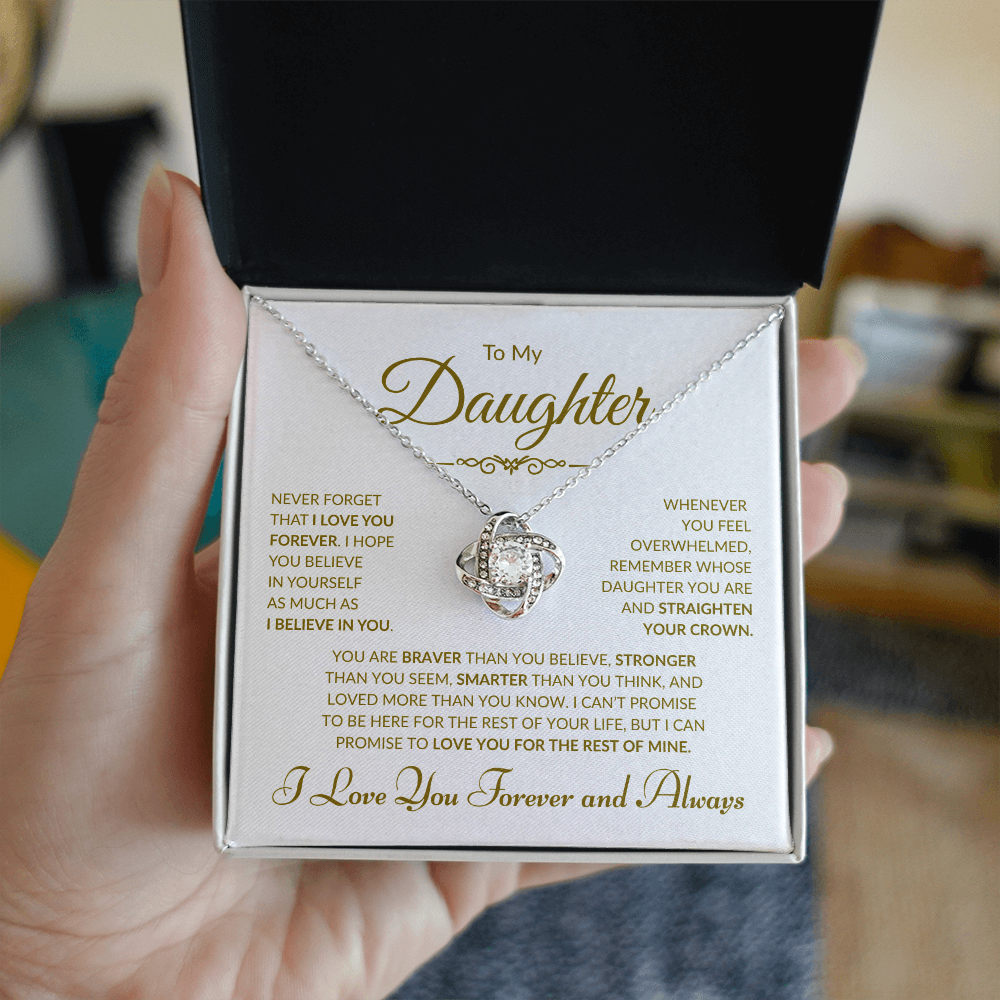 To My
Daughter
NEVER FORGET
THAT I LOVE YOU
FOREVER. I HOPE
YOU BELIEVE
IN YOURSELF
AS MUCH AS
I BELIEVE IN YOU.
WHENEVER
YOU FEEL
OVERWHELMED,
REMEMBER WHOSE
DAUGHTER YOU ARE
AND STRAIGHTEN
YOUR CROWN.
YOU ARE BRAVER THAN YOU BELIEVE, STRONGER
THAN YOU SEEM, SMARTER THAN YOU THINK, AND
LOVED MORE THAN YOU KNOW. I CAN'T PROMISE
TO BE HERE FOR THE REST OF YOUR LIFE, BUT I CAN
PROMISE TO LOVE YOU FOR THE REST OF MINE.
I Love You Forever and Always